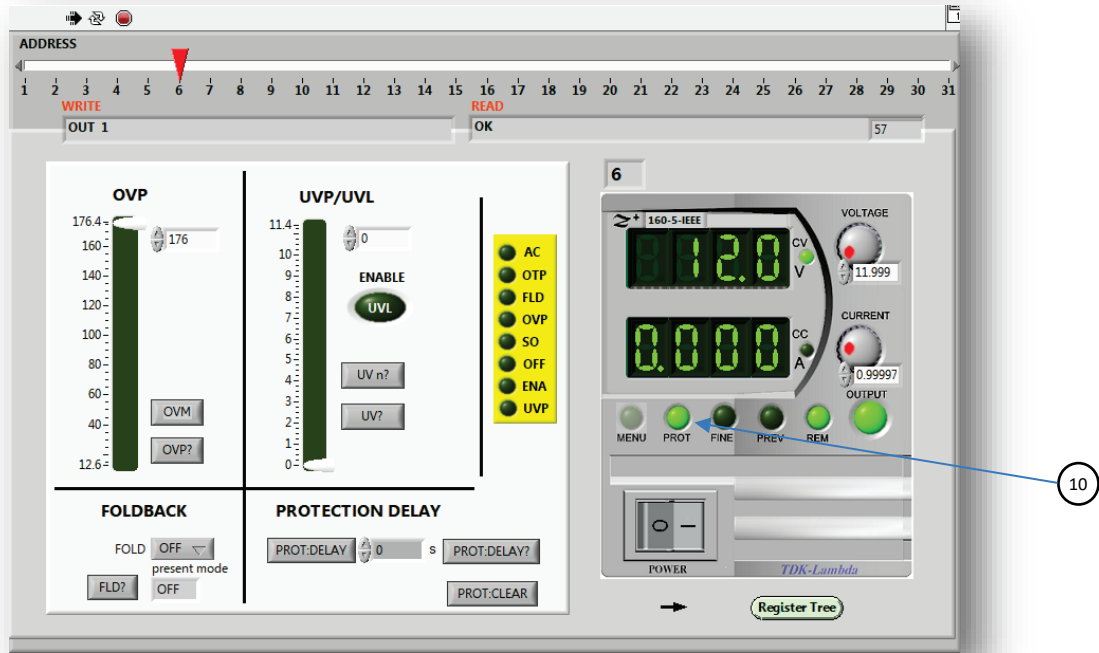 ADDRESS
1 2 3 4 5 6 7 8 9 10 11 12 13 14 15 16 17 18 19 20 21 22 23 24 25 26 27 28 29 30 31
WRITE
READ
OUT 1
OK
57
OVP
176.4
160
140
120
100
80
60
40
12.6
176
OVM
OVP?
UVP/UVL
11.4
10
9
8
7
6
5
4
3
2
1
0
0
ENABLE
UVL
UV n?
UV?
AC
OTP
FLD
OVP
SO
OFF
ENA
UVP
FOLDBACK
FOLD OFF
present mode
FLD? OFF
PROTECTION DELAY
PROT:DELAY 0 s PROT:DELAY?
PROT:CLEAR
6
Z+ 160-5-IEEE
12.0
CV
V
VOLTAGE
11.999
0.000
CC
A
CURRENT
0.99997
OUTPUT
MENU PROT FINE PREV REM
O I
POWER
TDK-Lambda
Register Tree
10